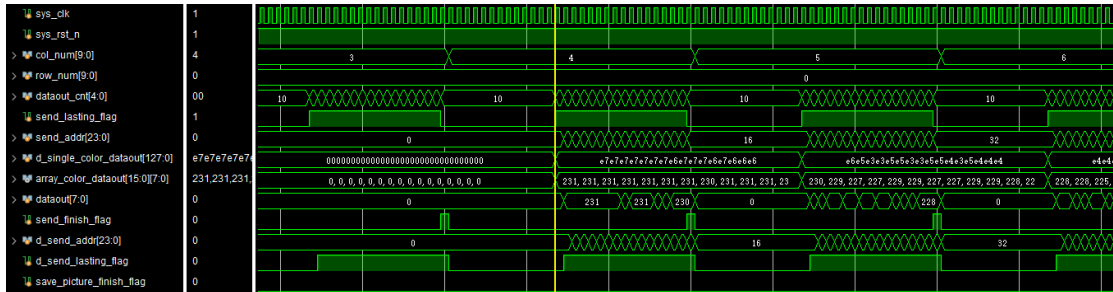 sys_clk 1
sys_rst_n 1
col_num[9:0] 4 3 4 5 6
row_num[9:0] 0 0
dataout_cnt[4:0] 00 10 10 10 10
send_lasting_flag 1
send_addr[23:0] 0 0 16 32
d_single_color_dataout[127:0] e7e7e7e7e7e 00000000000000000000000000000000 e7e7e7e7e7e7e7e6e7e7e7e6e7e6e6e6 e6e5e3e3e5e5e3e3e5e5e4e3e5e4e4e4 e4e4
array_color_dataout[15:0][7:0] 231,231,231, 0, 0, 0, 0, 0, 0, 0, 0, 0, 0, 0, 0, 0, 0, 0, 231, 231, 231, 231, 231, 231, 231, 230, 231, 231, 231, 23 230, 229, 227, 227, 229, 229, 227, 227, 229, 229, 228, 22 228, 228, 225,
dataout[7:0] 0 0 231 231 230 0 228 0
send_finish_flag 0
d_send_addr[23:0] 0 0 16 32
d_send_lasting_flag 0
save_picture_finish_flag 0